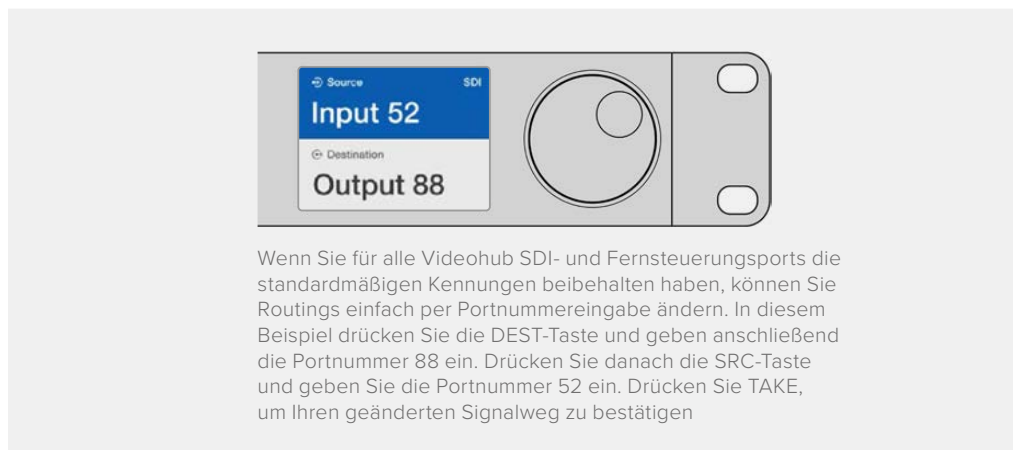 Source SDI
Input 52
Destination
Output 88
Wenn Sie für alle Videohub SDI- und Fernsteuerungsports die
standardmäßigen Kennungen beibehalten haben, können Sie
Routings einfach per Portnummereingabe ändern. In diesem
Beispiel drücken Sie die DEST-Taste und geben anschließend
die Portnummer 88 ein. Drücken Sie danach die SRC-Taste
und geben Sie die Portnummer 52 ein. Drücken Sie TAKE,
um Ihren geänderten Signalweg zu bestätigen